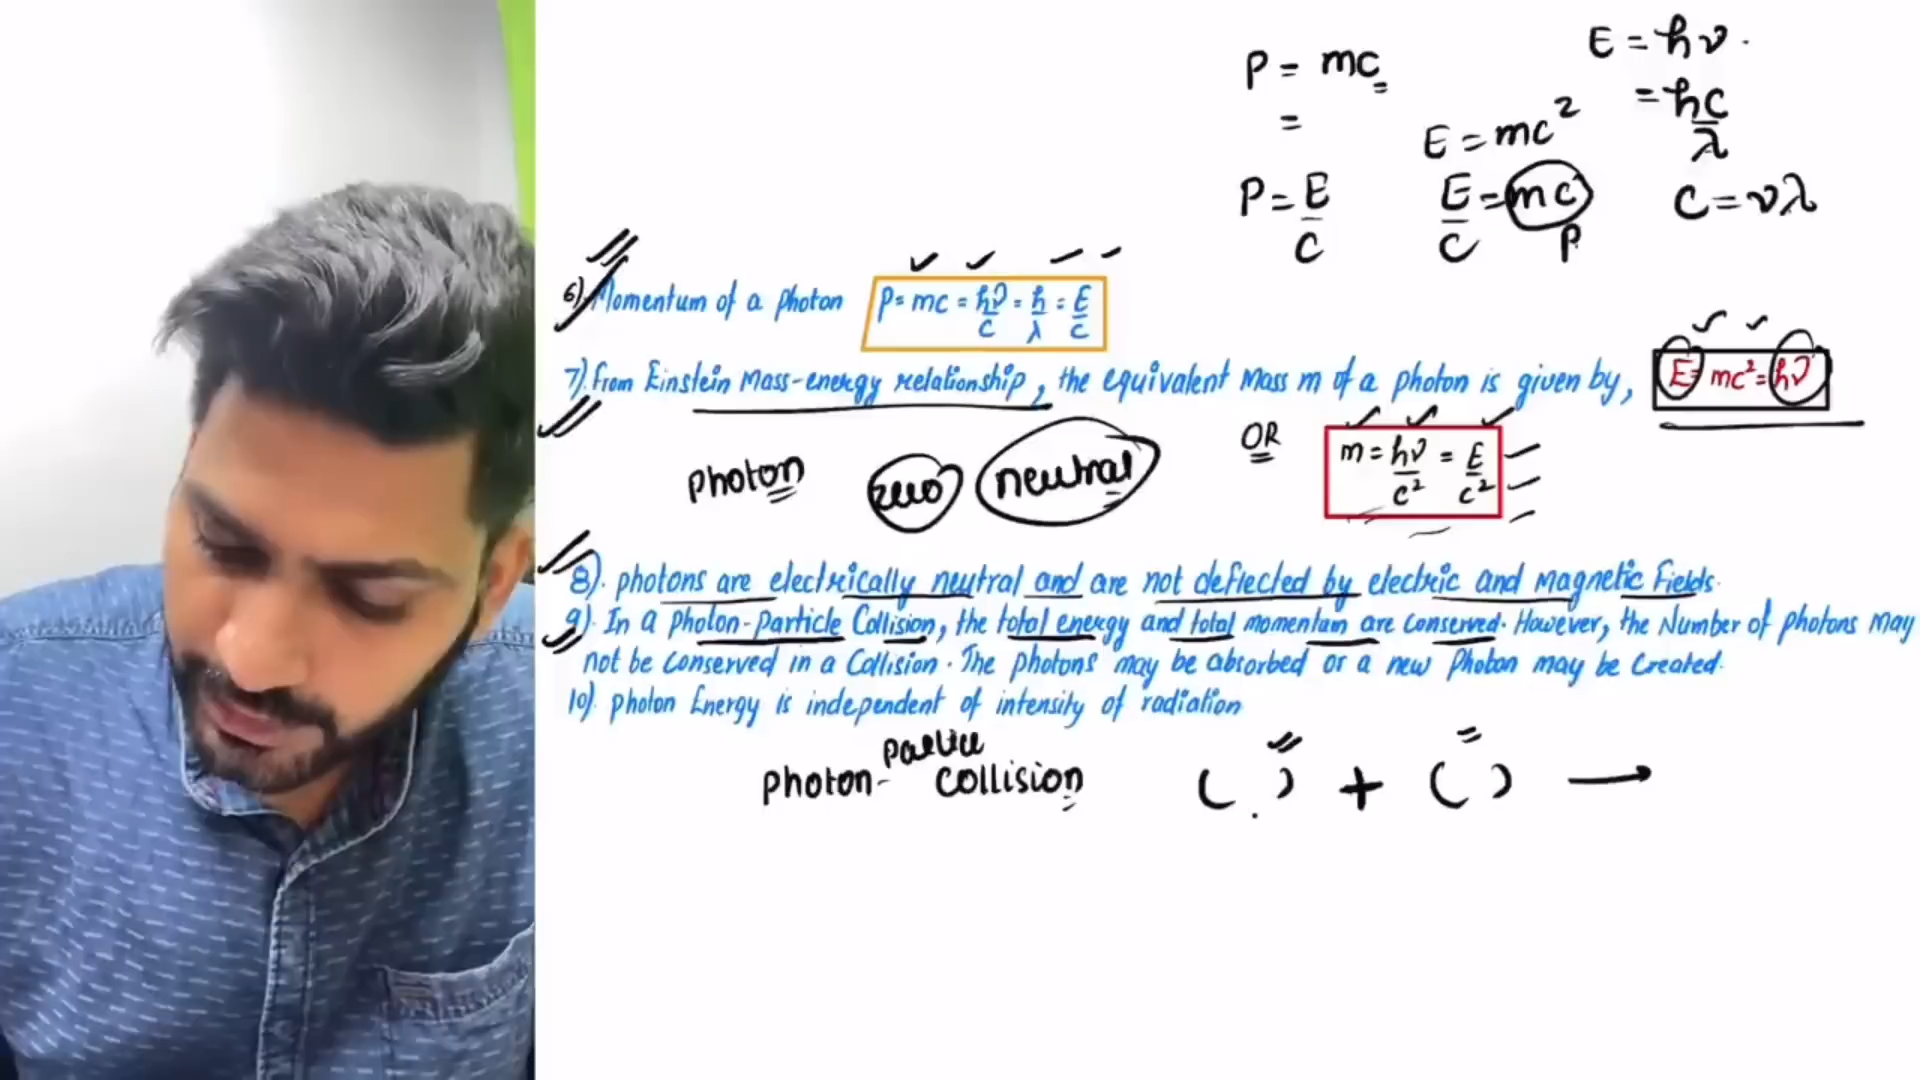 P = mc
=
P = E/C
E = mc²
E/C = mc
P
E = hν
= hc/λ
C = νλ
6). Momentum of a photon P = mc = hν/c = h/λ = E/c
7). From Einstein Mass-energy relationship, the equivalent Mass m of a photon is given by, E = mc² = hν
photon zero neutral OR m = hν/c² = E/c²
8). photons are electrically neutral and are not deflected by electric and magnetic Fields.
9). In a photon-Particle Collision, the total energy and total momentum are conserved. However, the Number of photons may
not be Conserved in a Collision. The photons may be absorbed or a new Photon may be Created.
10). photon Energy is independent of intensity of radiation
Particle
photon- Collision ( ) + ( ) →